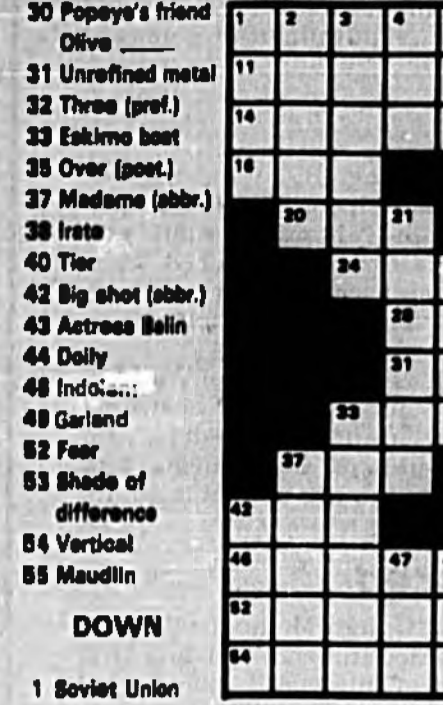 30 Popeye's friend
Olive ____
31 Unrefined metal
32 Three (pref.)
33 Eskimo boat
35 Over (poet.)
37 Madame (abbr.)
38 Irate
40 Tier
42 Big shot (abbr.)
43 Actress Balin
44 Doily
46
49 Garland
52 Fear
53 Shade of
difference
54 Vertical
55 Maudlin
DOWN
1 Soviet Union
1 2 3 4
11
14
16
20 21
24
28
31
33
37
42
46 47
52
54